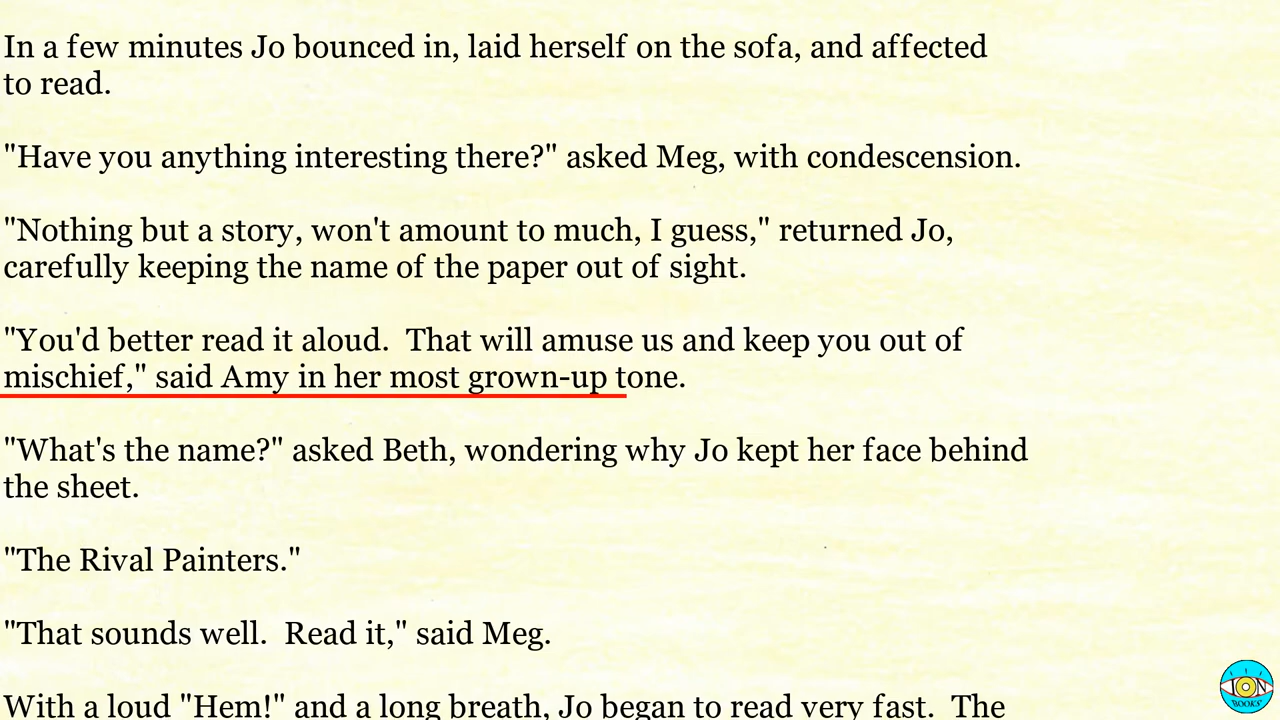 In a few minutes Jo bounced in, laid herself on the sofa, and affected
to read.
"Have you anything interesting there?" asked Meg, with condescension.
"Nothing but a story, won't amount to much, I guess," returned Jo,
carefully keeping the name of the paper out of sight.
"You'd better read it aloud.  That will amuse us and keep you out of
mischief," said Amy in her most grown-up tone.
"What's the name?" asked Beth, wondering why Jo kept her face behind
the sheet.
"The Rival Painters."
"That sounds well.  Read it," said Meg.
With a loud "Hem!" and a long breath, Jo began to read very fast.  The
ION
BOOKS